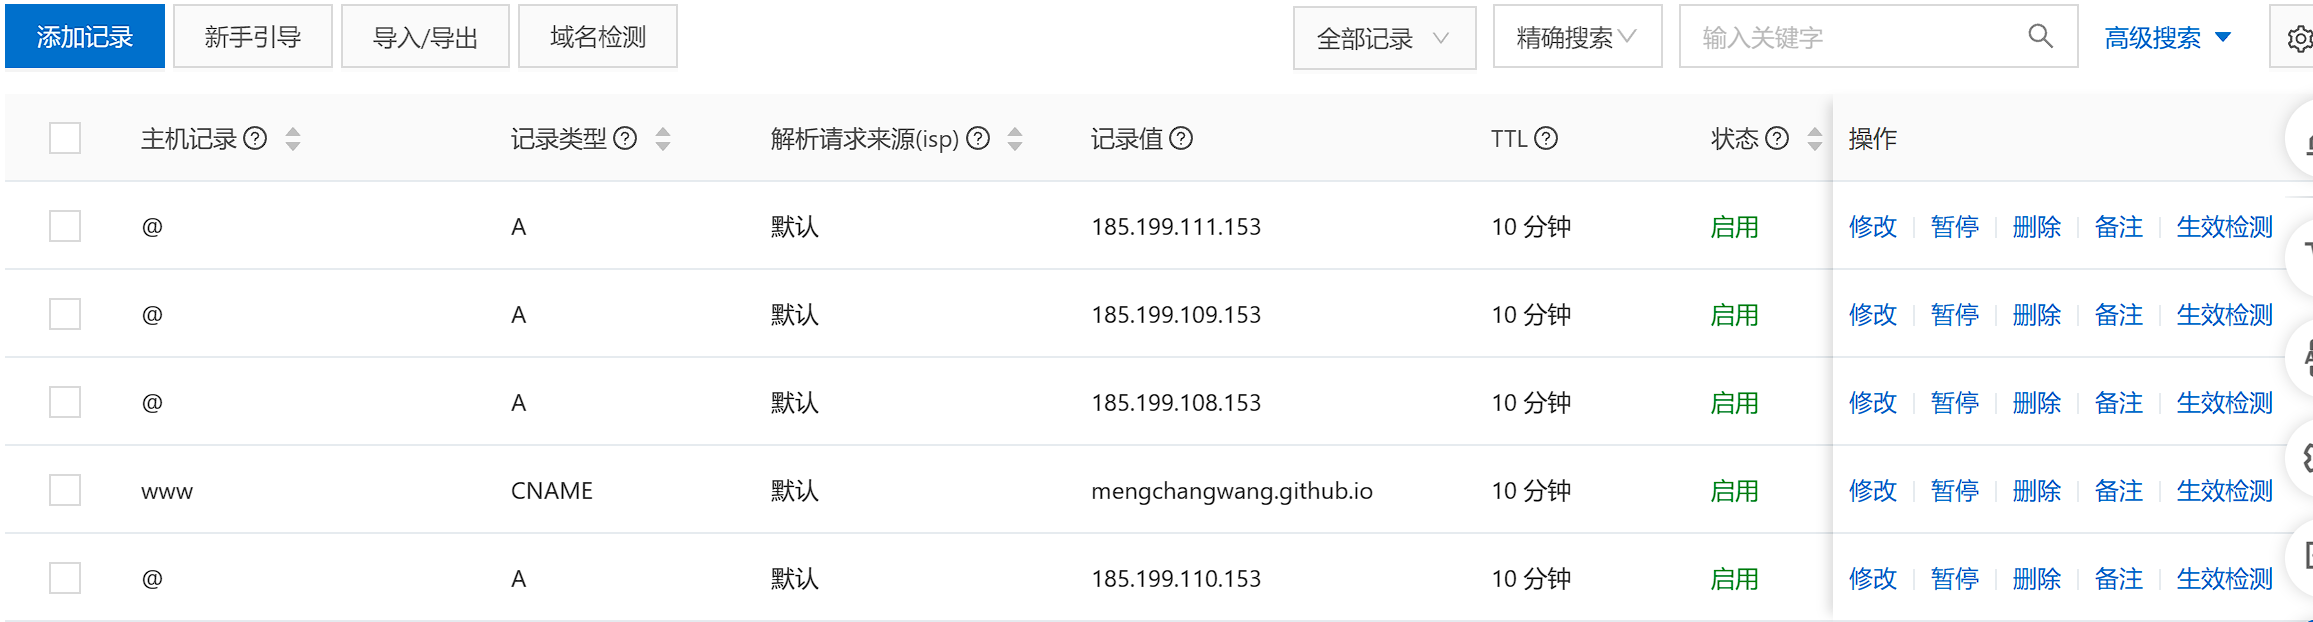 添加记录 新手引导 导入/导出 域名检测 全部记录 精确搜索 输入关键字 高级搜索
主机记录 记录类型 解析请求来源(isp) 记录值 TTL 状态 操作
@ A 默认 185.199.111.153 10 分钟 启用 修改 暂停 删除 备注 生效检测
@ A 默认 185.199.109.153 10 分钟 启用 修改 暂停 删除 备注 生效检测
@ A 默认 185.199.108.153 10 分钟 启用 修改 暂停 删除 备注 生效检测
www CNAME 默认 mengchangwang.github.io 10 分钟 启用 修改 暂停 删除 备注 生效检测
@ A 默认 185.199.110.153 10 分钟 启用 修改 暂停 删除 备注 生效检测